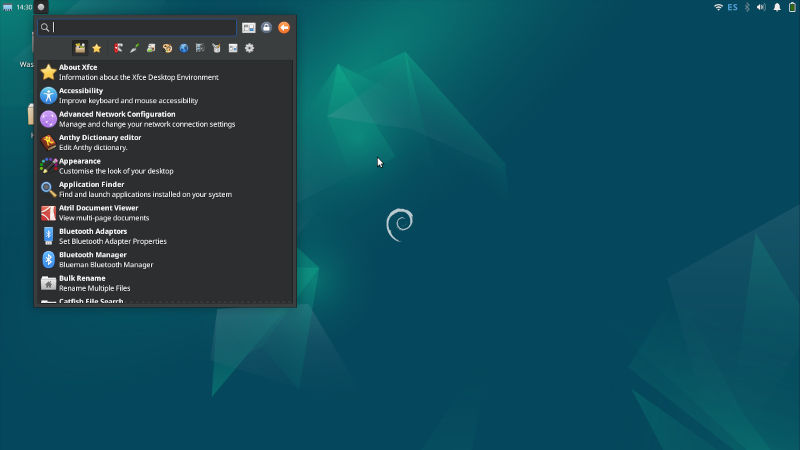 14:30
ES
Was
About Xfce
Information about the Xfce Desktop Environment
Accessibility
Improve keyboard and mouse accessibility
Advanced Network Configuration
Manage and change your network connection settings
Anthy Dictionary editor
Edit Anthy dictionary.
Appearance
Customise the look of your desktop
Application Finder
Find and launch applications installed on your system
Atril Document Viewer
View multi-page documents
Bluetooth Adaptors
Set Bluetooth Adapter Properties
Bluetooth Manager
Blueman Bluetooth Manager
Bulk Rename
Rename Multiple Files
Catfish File Search